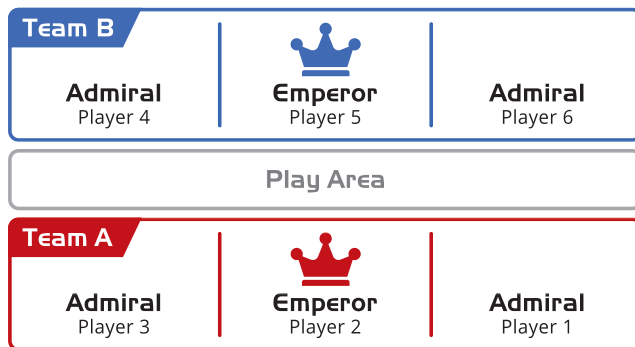 Team B
Admiral
Player 4
Emperor
Player 5
Admiral
Player 6
Play Area
Team A
Admiral
Player 3
Emperor
Player 2
Admiral
Player 1